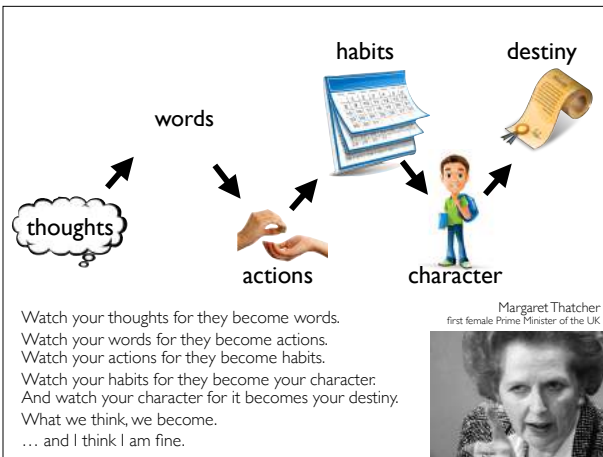 habits
destiny
words
thoughts
actions
character
Watch your thoughts for they become words.
Watch your words for they become actions.
Watch your actions for they become habits.
Watch your habits for they become your character.
And watch your character for it becomes your destiny.
What we think, we become.
… and I think I am fine.
Margaret Thatcher
first female Prime Minister of the UK